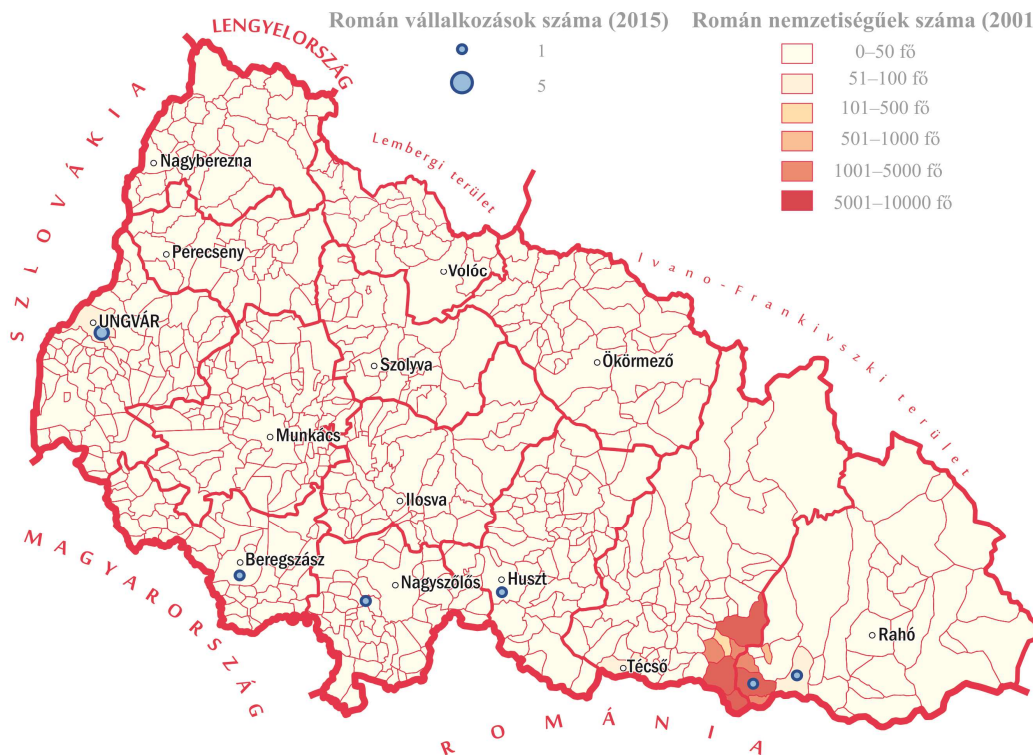 Román vállalkozások száma (2015)
1
5
Román nemzetiségűek száma (2001
0–50 fő
51–100 fő
101–500 fő
501–1000 fő
1001–5000 fő
5001–10000 fő
LENGYELORSZÁG
SZLOVÁKIA
Lembergi terület
Ivano-Frankivszki terület
MAGYARORSZÁG
ROMÁNIA
Nagyberezna
Perecseny
Volóc
UNGVÁR
Szolyva
Ökörmező
Munkács
Ilosva
Beregszász
Nagyszőlős
Huszt
Rahó
Técső